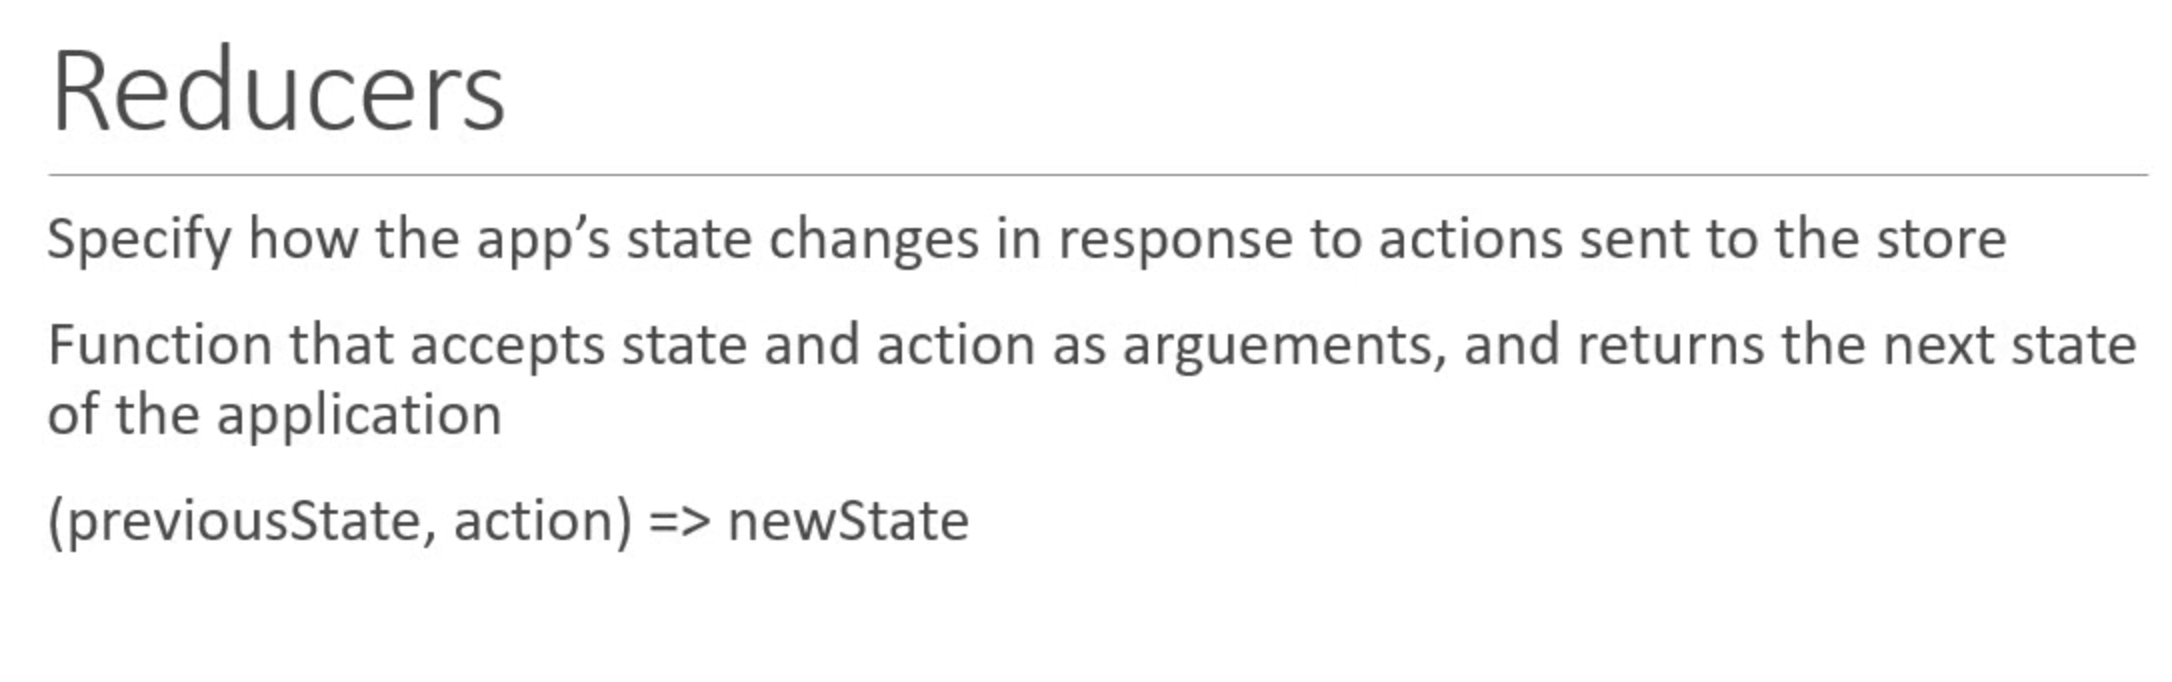 Reducers
Specify how the app’s state changes in response to actions sent to the store
Function that accepts state and action as arguements, and returns the next state
of the application
(previousState, action) => newState